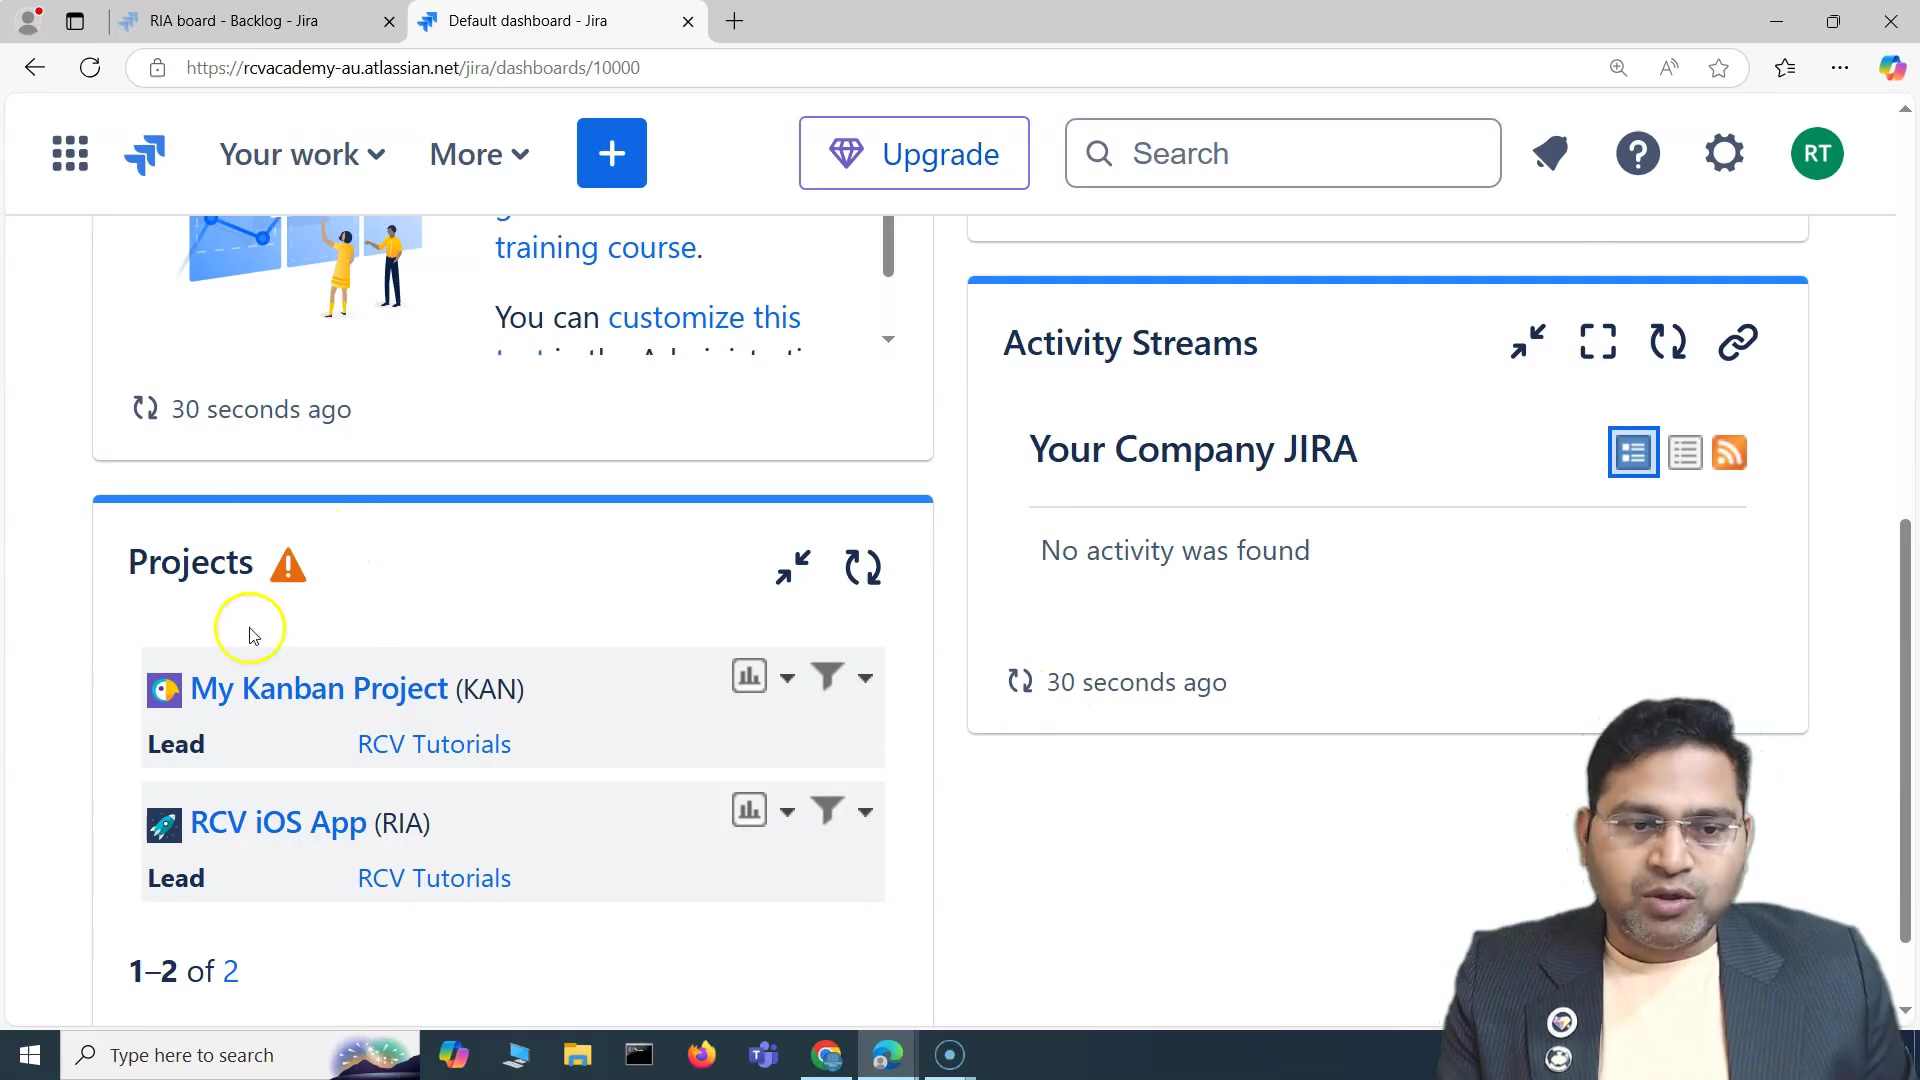 RIA board - Backlog - Jira
Default dashboard - Jira
https://rcvacademy-au.atlassian.net/jira/dashboards/10000
Your work
More
Upgrade
Search
RT
training course.
You can customize this
30 seconds ago
Projects
My Kanban Project (KAN)
Lead RCV Tutorials
RCV iOS App (RIA)
Lead RCV Tutorials
1–2 of 2
Activity Streams
Your Company JIRA
No activity was found
30 seconds ago
Type here to search